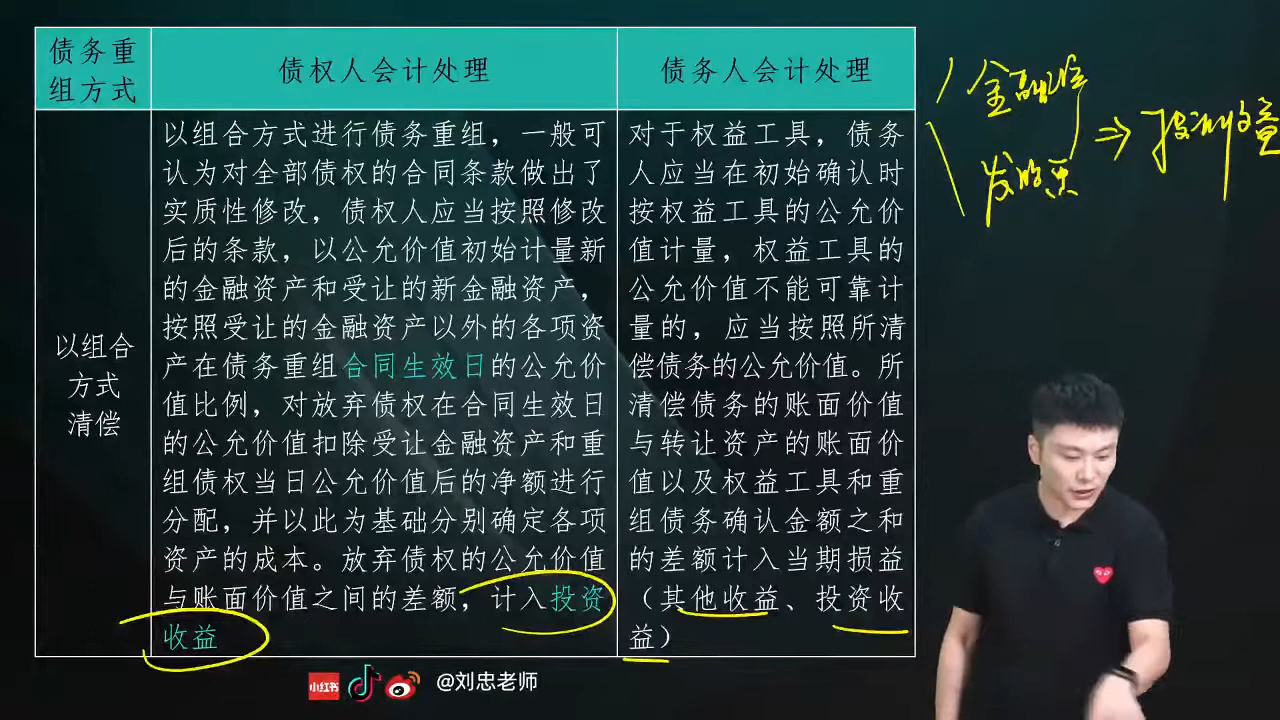 债务重
组方式
债权人会计处理
债务人会计处理
以组合
方式
清偿
以组合方式进行债务重组，一般可
认为对全部债权的合同条款做出了
实质性修改，债权人应当按照修改
后的条款，以公允价值初始计量新
的金融资产和受让的新金融资产，
按照受让的金融资产以外的各项资
产在债务重组合同生效日的公允价
值比例，对放弃债权在合同生效日
的公允价值扣除受让金融资产和重
组债权当日公允价值后的净额进行
分配，并以此为基础分别确定各项
资产的成本。放弃债权的公允价值
与账面价值之间的差额，计入投资
收益
对于权益工具，债务
人应当在初始确认时
按权益工具的公允价
值计量，权益工具的
公允价值不能可靠计
量的，应当按照所清
偿债务的公允价值。所
清偿债务的账面价值
与转让资产的账面价
值以及权益工具和重
组债务确认金额之和
的差额计入当期损益
（其他收益、投资收
益）
发股票
⇒投资收益
小红书
@刘忠老师